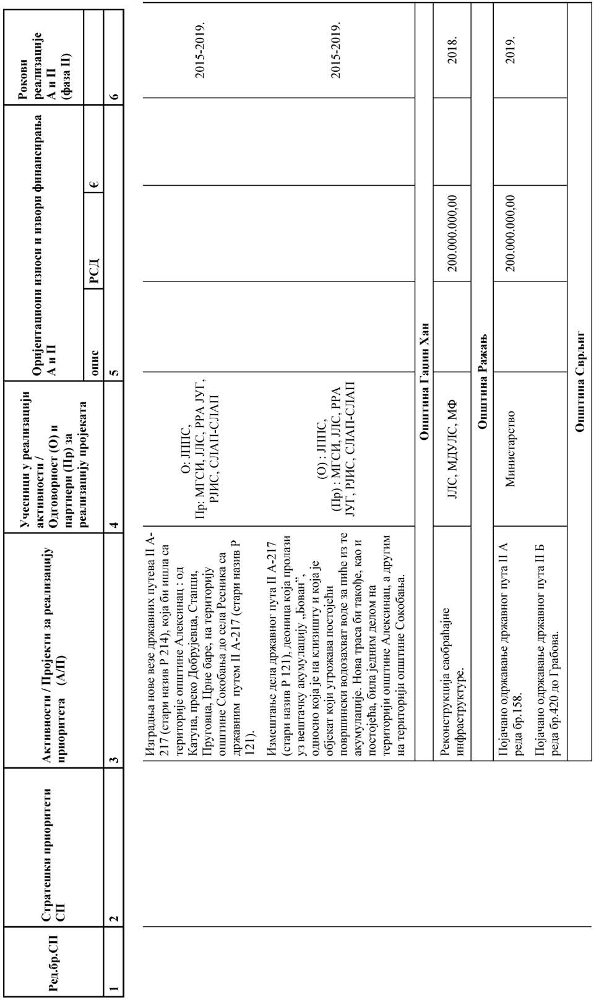 Ред.бр.СП
Стратешки приоритети
СП
Активности / Пројекти за реализацију
приоритета (А/П)
Учесници у реализацији
активности /
Одговорност (О) и
партнери (Пр) за
реализацију пројеката
Оријентациони износи и извори финансирања
А и П
Рокови
реализације
А и П
(фаза II)
опис
РСД
€
1
2
3
4
5
6
Изградња нове везе државних путева II А-
217 (стари назив Р 214), која би ишла са
територије општине Алексинац : од
Катуна, преко Добрујевца, Станци,
Пруговца, Црне баре, на територију
општине Сокобања до села Ресника са
државним путем II А-217 (стари назив Р
121).
О: ЈППС,
Пр: МГСИ, ЈЛС, РРА ЈУГ,
РЈИС, СЛАП-СЛАП
2015-2019.
Измештање дела државног пута II А-217
(стари назив Р 121), деоница која пролази
уз вештачку акумулацију „Бован”,
односно која је на клизишту и која је
објекат који угрожава постојећи
површински водозахват воде за пиће из те
акумулације. Нова траса би такође, као и
постојећа, била једним делом на
територији општине Алексинац, а другим
на територији општине Сокобања.
(О) : ЈППС,
(Пр) : МГСИ, ЈЛС, РРА
ЈУГ, РЈИС, СЛАП-СЛАП
2015-2019.
Општина Гаџин Хан
Реконструкција саобраћајне
инфраструктуре.
ЈЛС, МДУЛС, МФ
200.000.000,00
2018.
Општина Ражањ
Појачано одржавање државног пута II А
реда бр.158.
Појачано одржавање државног пута II Б
реда бр.420 до Грабова.
Министарство
200.000.000,00
2019.
Општина Сврљиг